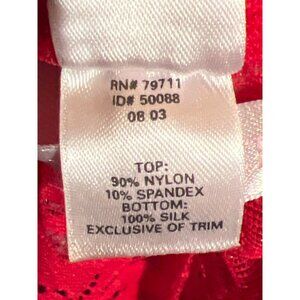 RN# 79711
ID# 50088
08 03
TOP:
90% NYLON
10% SPANDEX
BOTTOM:
100% SILK
EXCLUSIVE OF TRIM